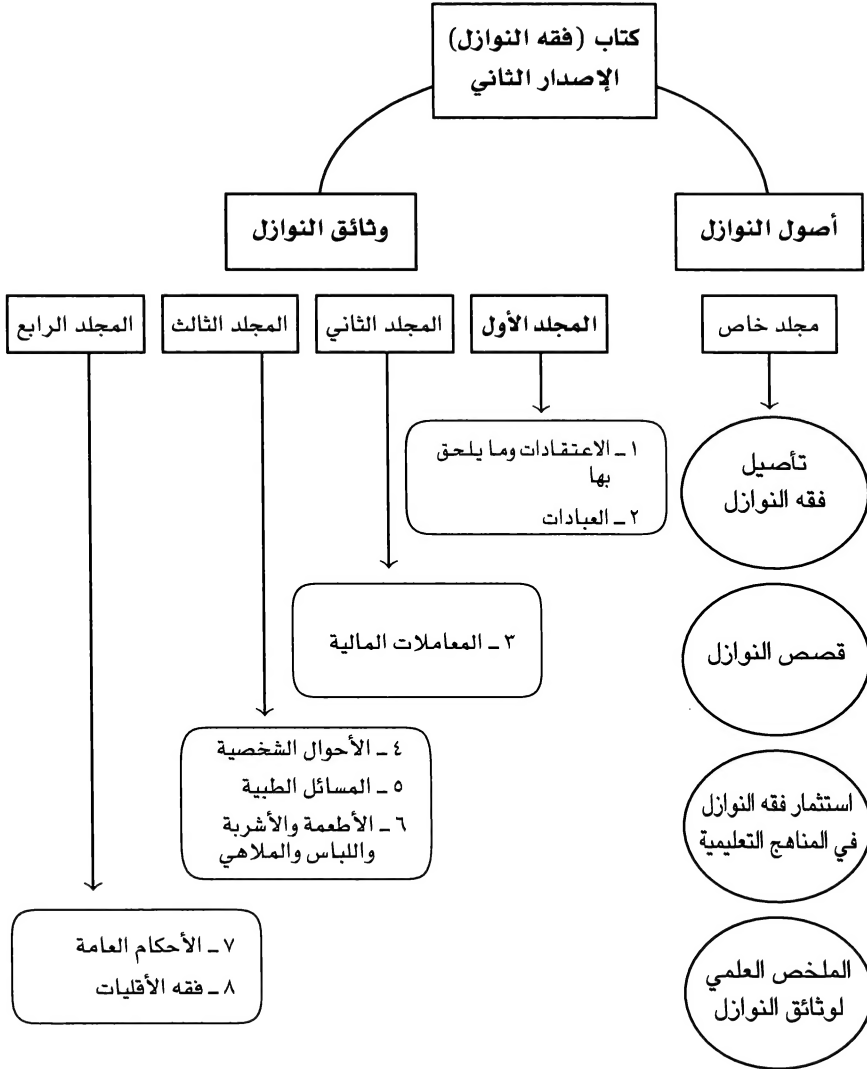 كتاب (فقه النوازل)
الإصدار الثاني
أصول النوازل
وثائق النوازل
مجلد خاص
المجلد الأول
المجلد الثاني
المجلد الثالث
المجلد الرابع
تأصيل
فقه النوازل
قصص النوازل
استثمار فقه النوازل
في المناهج التعليمية
الملخص العلمي
لوثائق النوازل
١ ـ الاعتقادات وما يلحق
بها
٢ ـ العبادات
٣ ـ المعاملات المالية
٤ ـ الأحوال الشخصية
٥ ـ المسائل الطبية
٦ ـ الأطعمة والأشربة
واللباس والملاهي
٧ ـ الأحكام العامة
٨ ـ فقه الأقليات